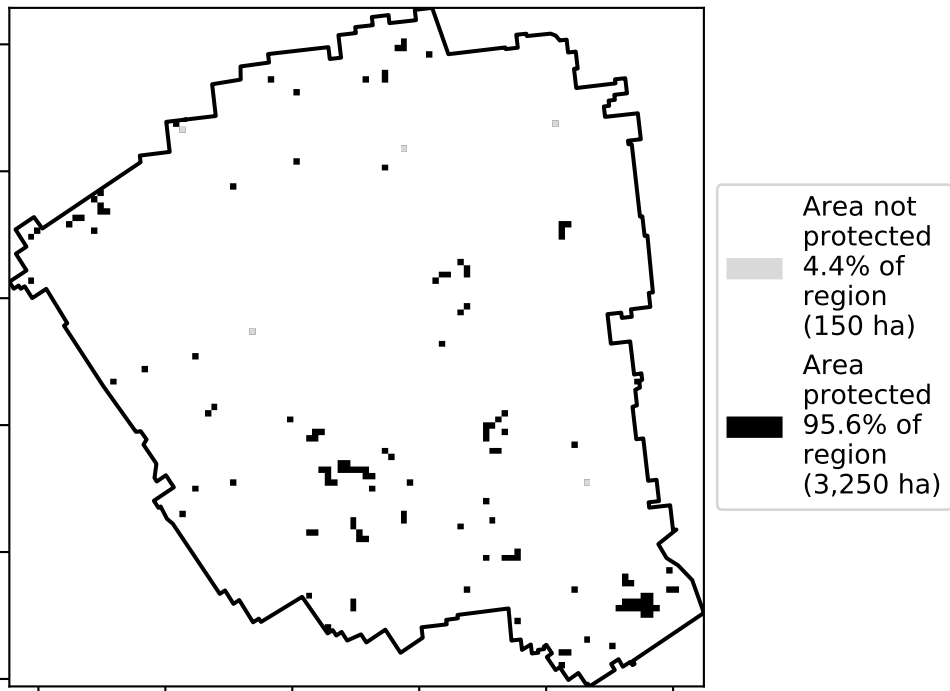 Area not
protected
4.4% of
region
(150 ha)
Area
protected
95.6% of
region
(3,250 ha)